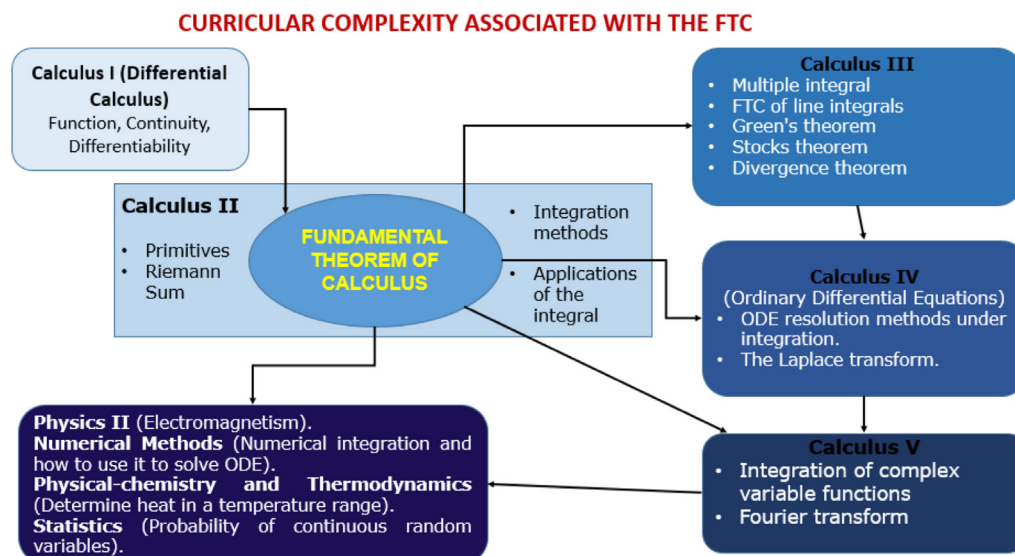 CURRICULAR COMPLEXITY ASSOCIATED WITH THE FTC
Calculus I (Differential
Calculus)
Function, Continuity,
Differentiability
Calculus II
• Primitives
• Riemann
Sum
FUNDAMENTAL
THEOREM OF
CALCULUS
• Integration
methods
• Applications
of the
integral
Calculus III
• Multiple integral
• FTC of line integrals
• Green's theorem
• Stocks theorem
• Divergence theorem
Calculus IV
(Ordinary Differential Equations)
• ODE resolution methods under
integration.
• The Laplace transform.
Calculus V
• Integration of complex
variable functions
• Fourier transform
Physics II (Electromagnetism).
Numerical Methods (Numerical integration and
how to use it to solve ODE).
Physical-chemistry and Thermodynamics
(Determine heat in a temperature range).
Statistics (Probability of continuous random
variables).